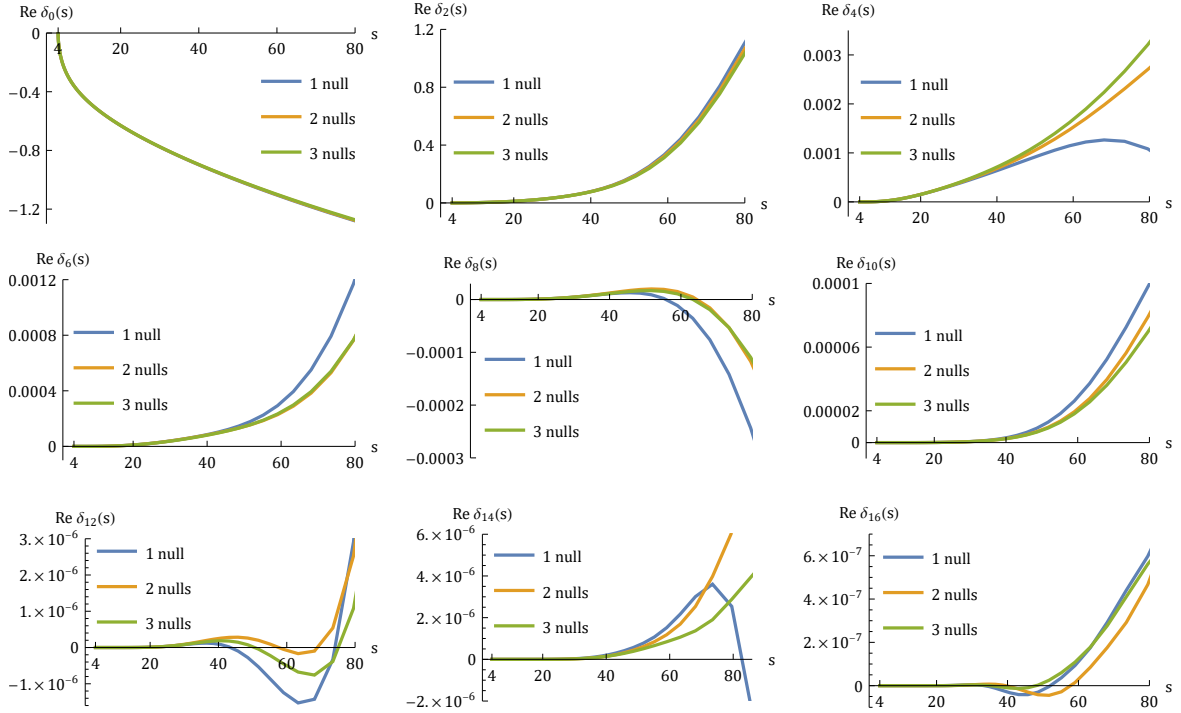 Re δ0(s)
0
4
20
40
60
80
s
−0.4
−0.8
−1.2
1 null
2 nulls
3 nulls
Re δ2(s)
1.2
0.8
0.4
0
4
20
40
60
80
s
1 null
2 nulls
3 nulls
Re δ4(s)
0.003
0.002
0.001
0
4
20
40
60
80
s
1 null
2 nulls
3 nulls
Re δ6(s)
0.0012
0.0008
0.0004
0
4
20
40
60
80
s
1 null
2 nulls
3 nulls
Re δ8(s)
0
4
20
40
60
80
s
−0.0001
−0.0002
−0.0003
1 null
2 nulls
3 nulls
Re δ10(s)
0.0001
0.00006
0.00002
0
4
20
40
60
80
s
1 null
2 nulls
3 nulls
Re δ12(s)
3.×10⁻⁶
2.×10⁻⁶
1.×10⁻⁶
0
−1.×10⁻⁶
4
20
40
60
80
s
1 null
2 nulls
3 nulls
Re δ14(s)
6.×10⁻⁶
4.×10⁻⁶
2.×10⁻⁶
0
−2.×10⁻⁶
4
20
40
60
80
s
1 null
2 nulls
3 nulls
Re δ16(s)
6.×10⁻⁷
4.×10⁻⁷
2.×10⁻⁷
0
4
20
40
60
80
s
1 null
2 nulls
3 nulls